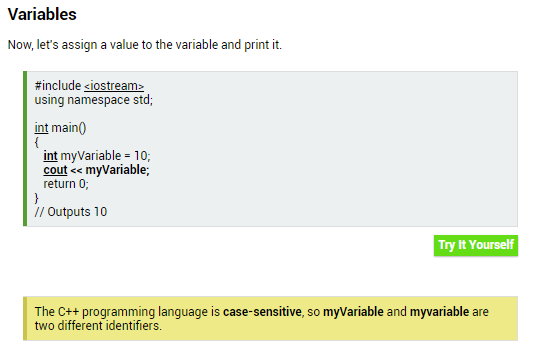 Variables
Now, let's assign a value to the variable and print it.
#include <iostream>
using namespace std;
int main()
{
int myVariable = 10;
cout << myVariable;
return 0;
}
// Outputs 10
Try It Yourself
The C++ programming language is case-sensitive, so myVariable and myvariable are
two different identifiers.